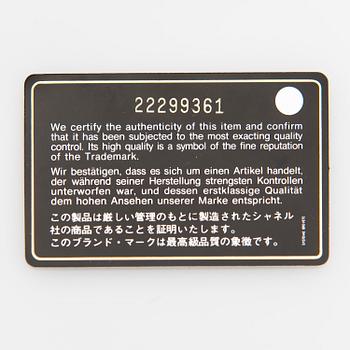 22299361
We certify the authenticity of this item and confirm
that it has been subjected to the most exacting quality
control. Its high quality is a symbol of the fine reputation
of the Trademark.
Wir bestätigen, dass es sich um einen Artikel handelt,
der während seiner Herstellung strengsten Kontrollen
unterworfen war, und dessen erstklassige Qualität
dem hohen Ansehen unserer Marke entspricht.
この製品は厳しい管理のもとに製造されたシャネル
社の商品であることを証明いたします。
このブランド・マークは最高級品質の象徴です。